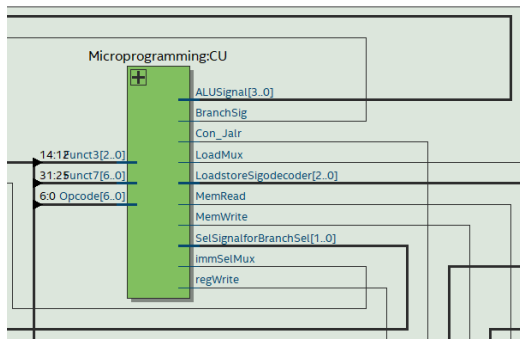 Microprogramming:CU
ALUSignal[3..0]
BranchSig
Con_Jalr
14:12 Funct3[2..0] LoadMux
31:25 Funct7[6..0] LoadstoreSigodecoder[2..0]
6:0 Opcode[6..0] MemRead
MemWrite
SelSignalforBranchSel[1..0]
immSelMux
regWrite